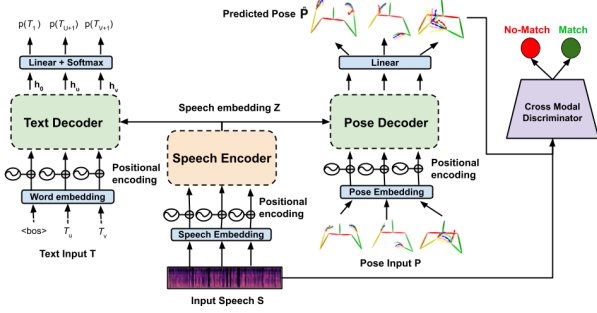 Predicted Pose P̂
p(T₁) p(Tᵤ₊₁) p(Tᵥ₊₁)
No-Match Match
Linear + Softmax
Linear
h₀ hᵤ hᵥ
Text Decoder
Speech embedding Z
Pose Decoder
Cross Modal
Discriminator
Speech Encoder
Positional
encoding
Positional
encoding
Word embedding
Pose Embedding
Positional
encoding
<bos> Tᵤ Tᵥ
Speech Embedding
Text Input T
Pose Input P
Input Speech S